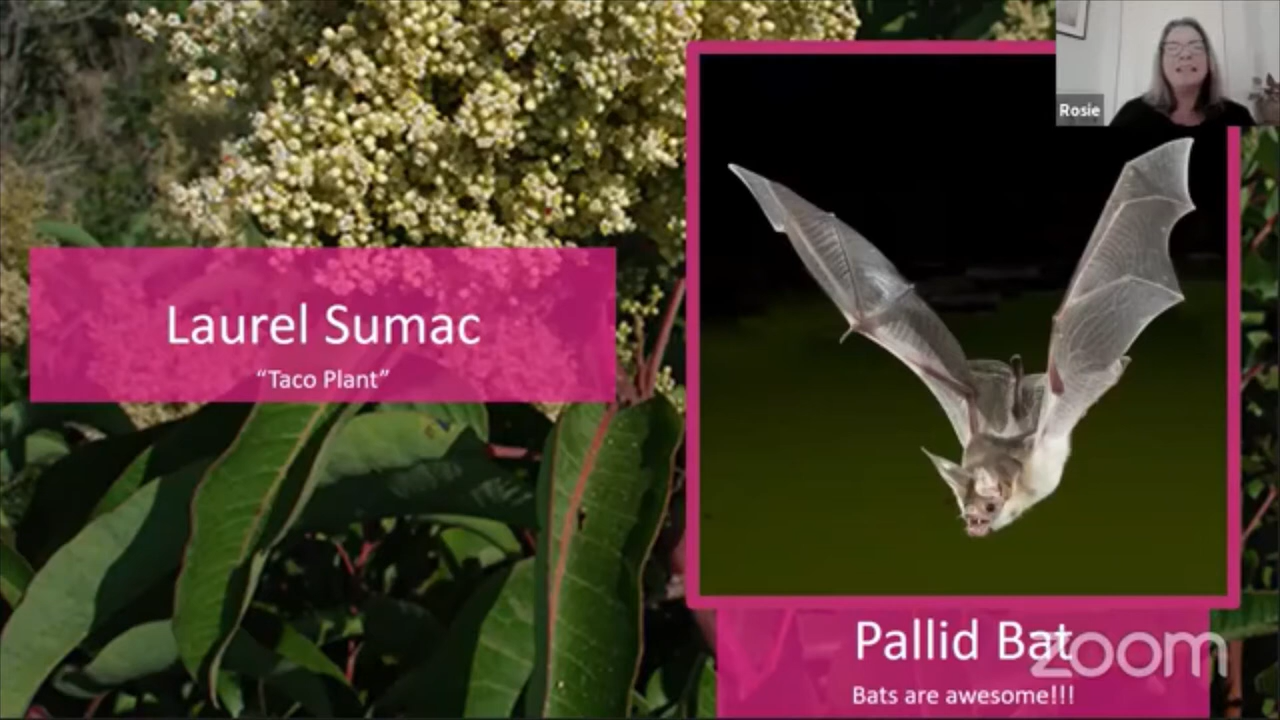 Rosie
Laurel Sumac
“Taco Plant”
Pallid Bat
zoom
Bats are awesome!!!